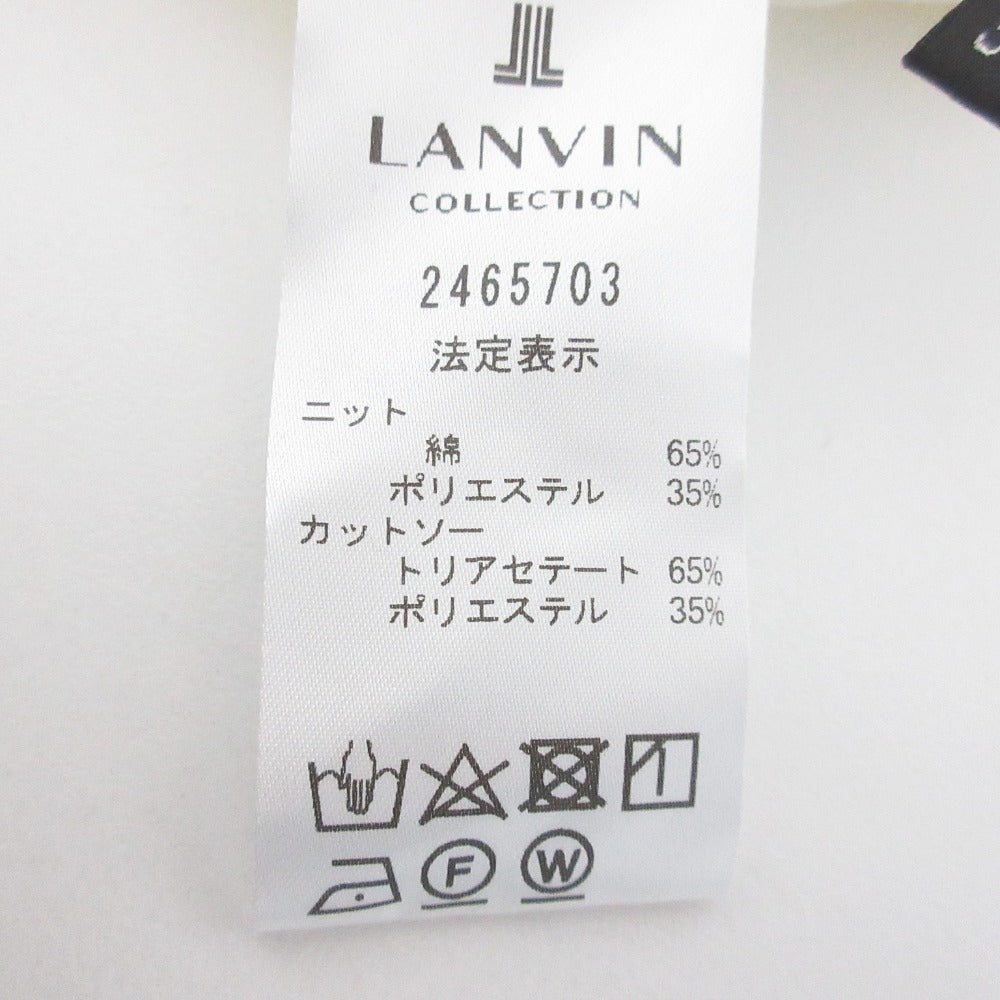 LANVIN
COLLECTION
2465703
法定表示
ニット
綿 65%
ポリエステル 35%
カットソー
トリアセテート 65%
ポリエステル 35%
F W